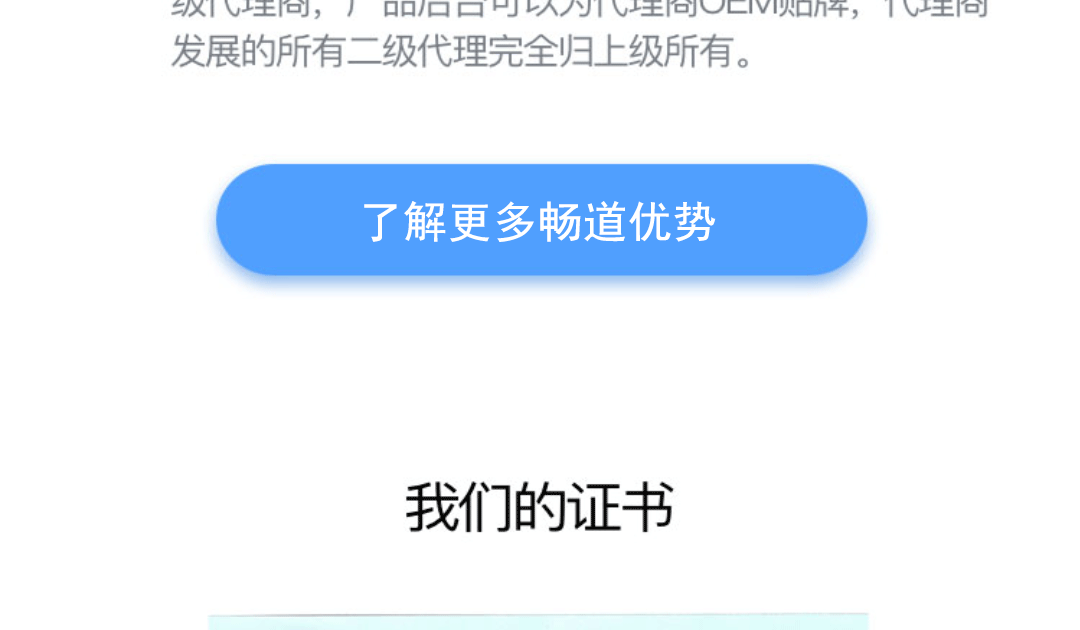 级代理商，产品后台可以为代理商OEM贴牌，代理商
发展的所有二级代理完全归上级所有。
了解更多畅道优势
我们的证书